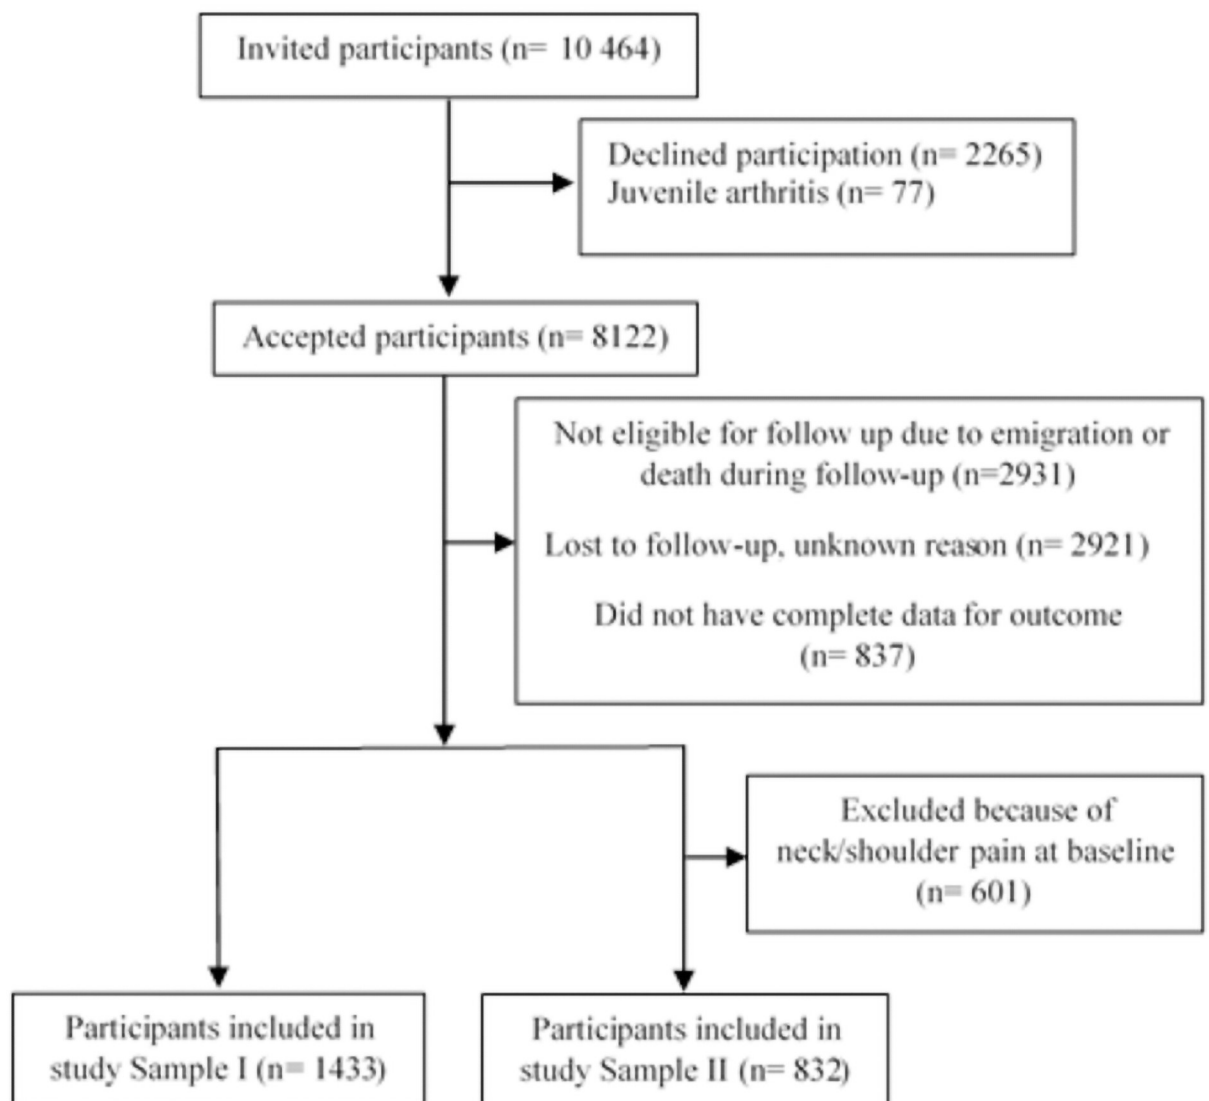 Invited participants (n= 10 464)
Declined participation (n= 2265)
Juvenile arthritis (n= 77)
Accepted participants (n= 8122)
Not eligible for follow up due to emigration or
death during follow-up (n=2931)
Lost to follow-up, unknown reason (n= 2921)
Did not have complete data for outcome
(n= 837)
Excluded because of
neck/shoulder pain at baseline
(n= 601)
Participants included in
study Sample I (n= 1433)
Participants included in
study Sample II (n= 832)